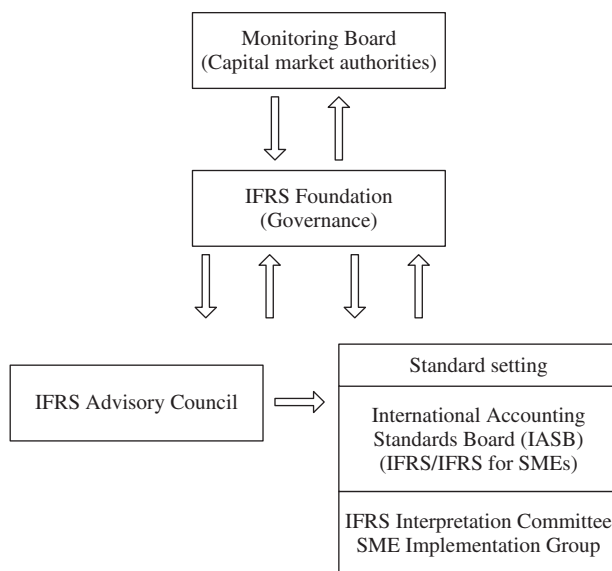 Monitoring Board
(Capital market authorities)
IFRS Foundation
(Governance)
IFRS Advisory Council
Standard setting
International Accounting
Standards Board (IASB)
(IFRS/IFRS for SMEs)
IFRS Interpretation Committee
SME Implementation Group